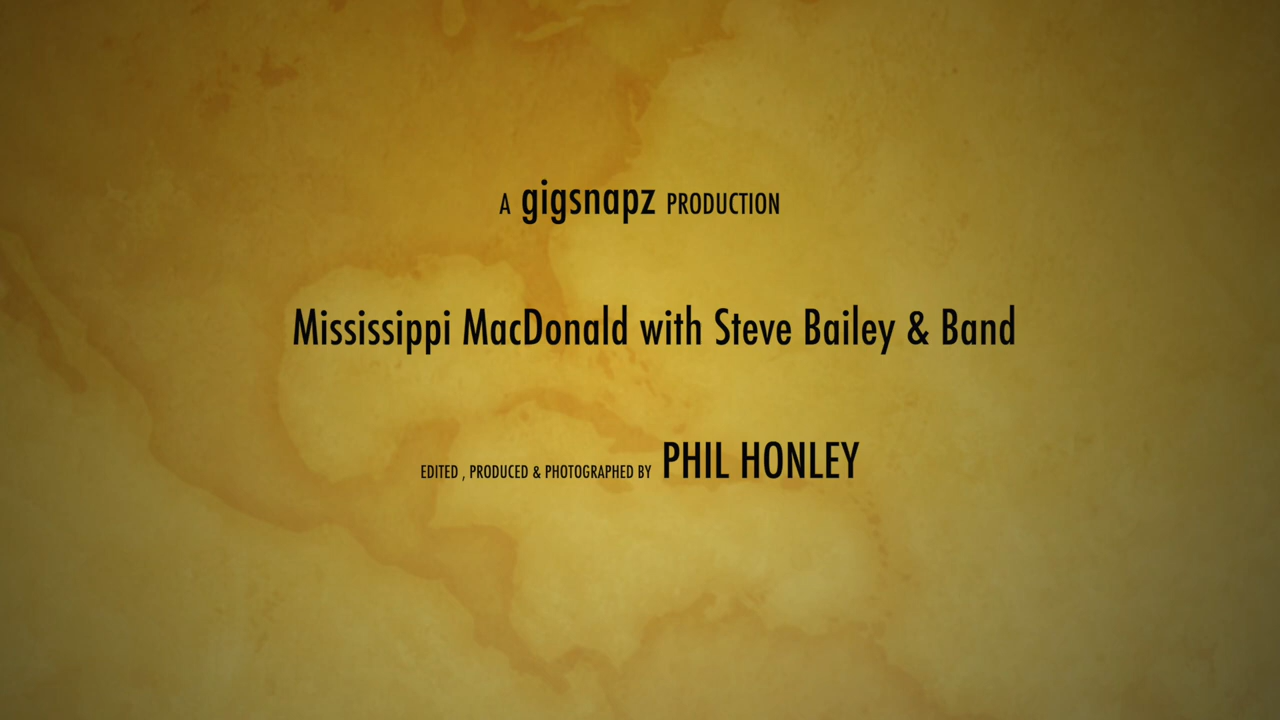 A gigsnapz PRODUCTION
Mississippi MacDonald with Steve Bailey & Band
EDITED , PRODUCED & PHOTOGRAPHED BY PHIL HONLEY